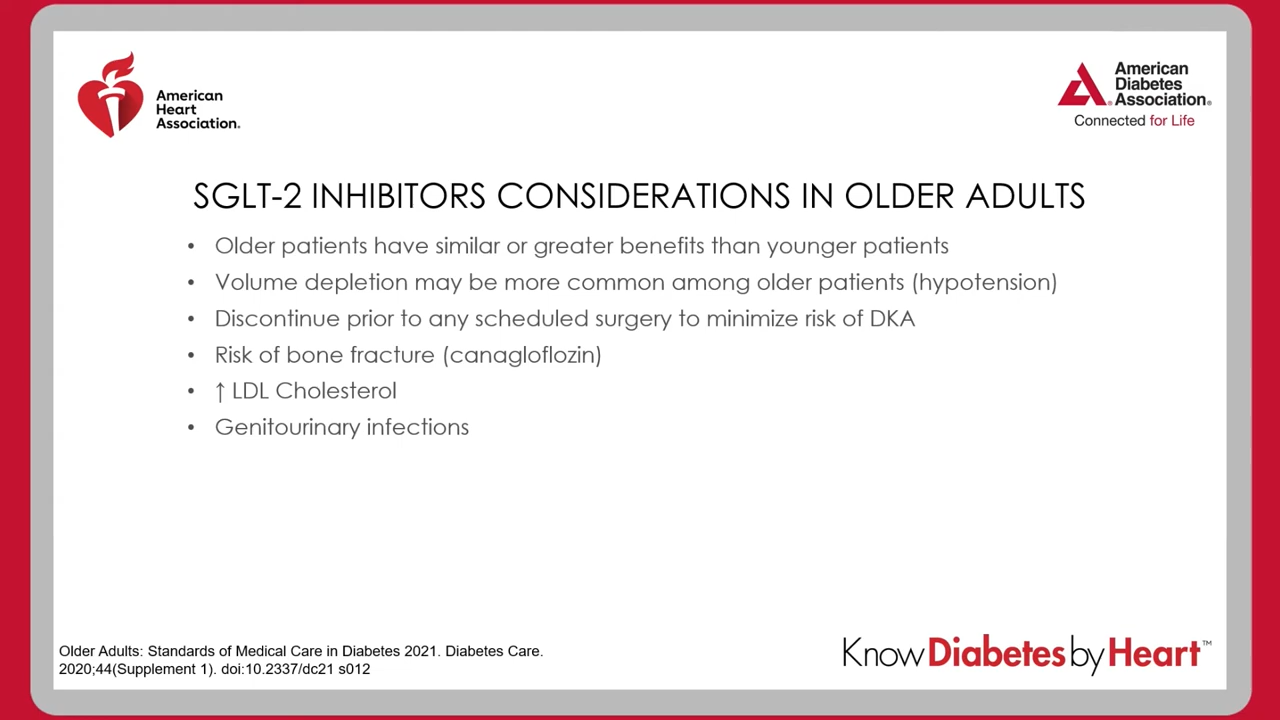 American
Heart
Association.
American
Diabetes
Association®
Connected for Life
SGLT-2 INHIBITORS CONSIDERATIONS IN OLDER ADULTS
• Older patients have similar or greater benefits than younger patients
• Volume depletion may be more common among older patients (hypotension)
• Discontinue prior to any scheduled surgery to minimize risk of DKA
• Risk of bone fracture (canagloflozin)
• ↑ LDL Cholesterol
• Genitourinary infections
Older Adults: Standards of Medical Care in Diabetes 2021. Diabetes Care.
2020;44(Supplement 1). doi:10.2337/dc21 s012
Know Diabetes by Heart™